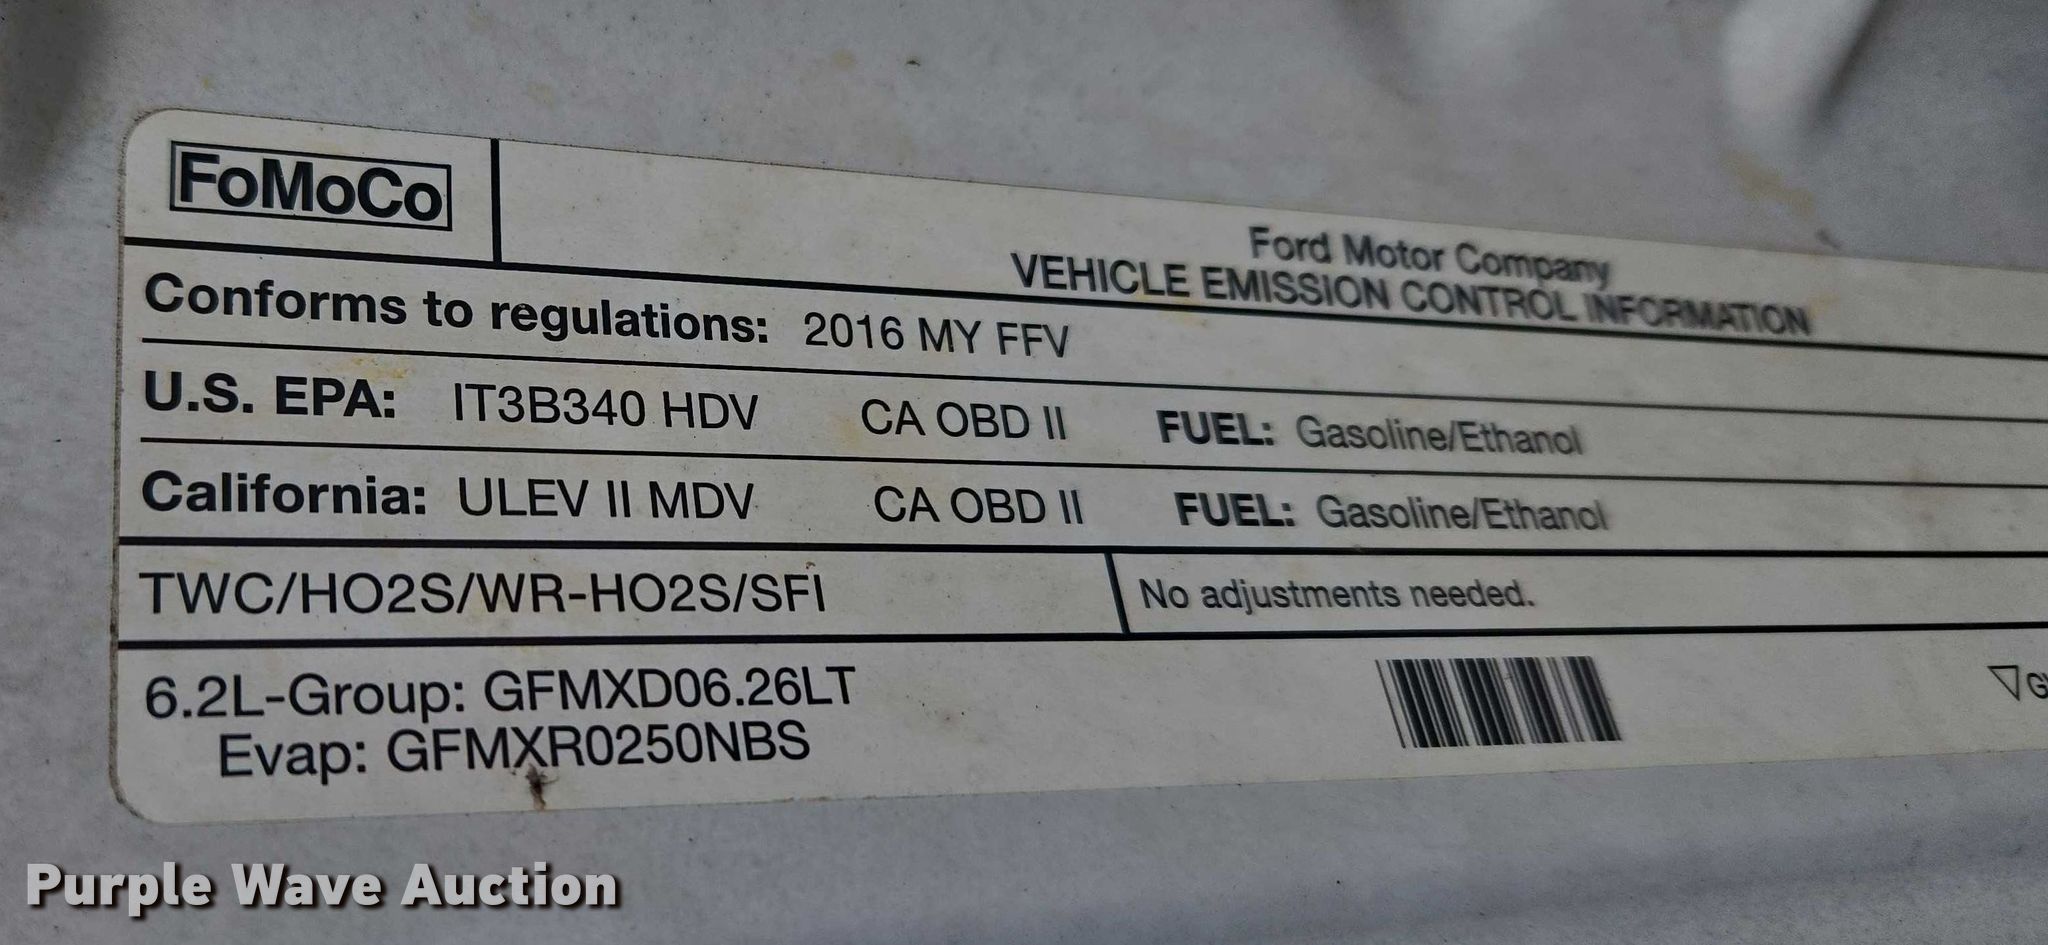 FoMoCo
Ford Motor Company
VEHICLE EMISSION CONTROL INFORMATION
Conforms to regulations: 2016 MY FFV
U.S. EPA: IT3B340 HDV CA OBD II FUEL: Gasoline/Ethanol
California: ULEV II MDV CA OBD II FUEL: Gasoline/Ethanol
TWC/HO2S/WR-HO2S/SFI No adjustments needed.
6.2L-Group: GFMXD06.26LT
Evap: GFMXR0250NBS
Purple Wave Auction